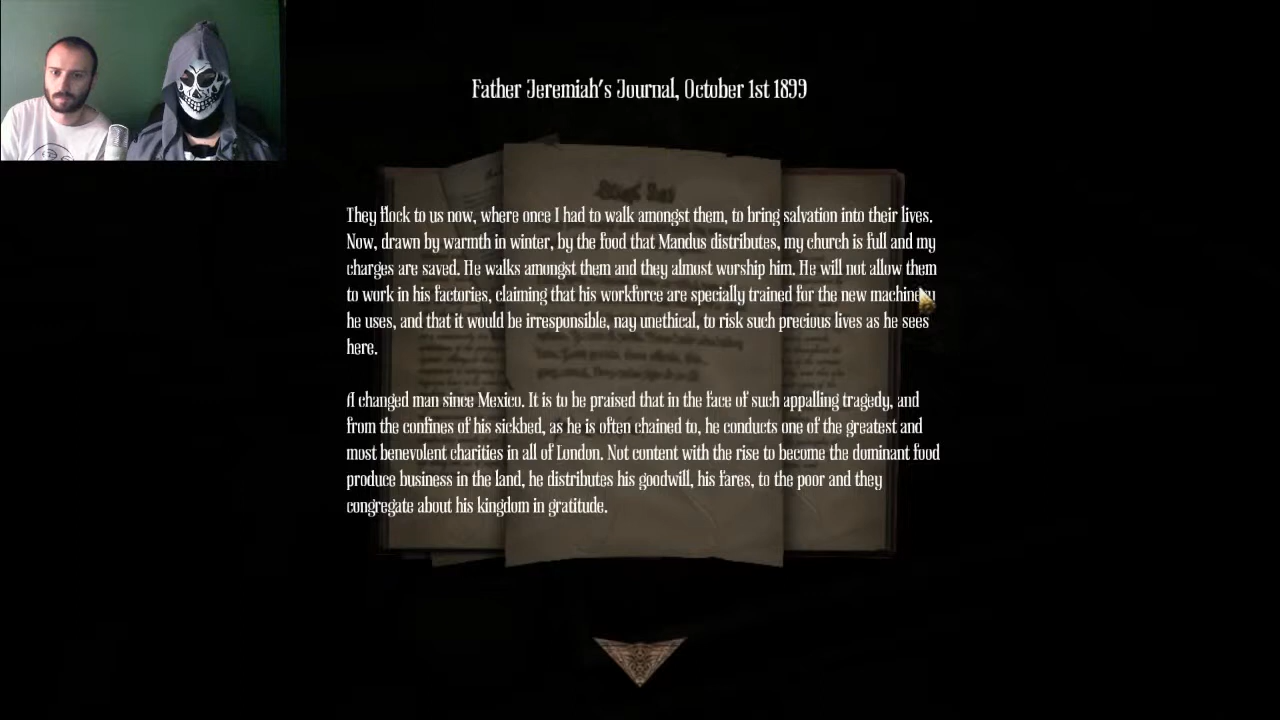 Father Jeremiah's Journal, October 1st 1899
They flock to us now, where once I had to walk amongst them, to bring salvation into their lives.
Now, drawn by warmth in winter, by the food that Mandus distributes, my church is full and my
charges are saved. He walks amongst them and they almost worship him. He will not allow them
to work in his factories, claiming that his workforce are specially trained for the new machinery
he uses, and that it would be irresponsible, nay unethical, to risk such precious lives as he sees
here.
A changed man since Mexico. It is to be praised that in the face of such appalling tragedy, and
from the confines of his sickbed, as he is often chained to, he conducts one of the greatest and
most benevolent charities in all of London. Not content with the rise to become the dominant food
produce business in the land, he distributes his goodwill, his fares, to the poor and they
congregate about his kingdom in gratitude.